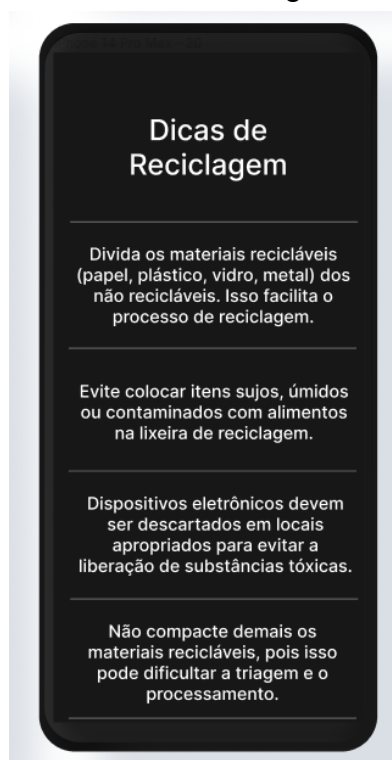 Dicas de
Reciclagem
Divida os materiais recicláveis
(papel, plástico, vidro, metal) dos
não recicláveis. Isso facilita o
processo de reciclagem.
Evite colocar itens sujos, úmidos
ou contaminados com alimentos
na lixeira de reciclagem.
Dispositivos eletrônicos devem
ser descartados em locais
apropriados para evitar a
liberação de substâncias tóxicas.
Não compacte demais os
materiais recicláveis, pois isso
pode dificultar a triagem e o
processamento.